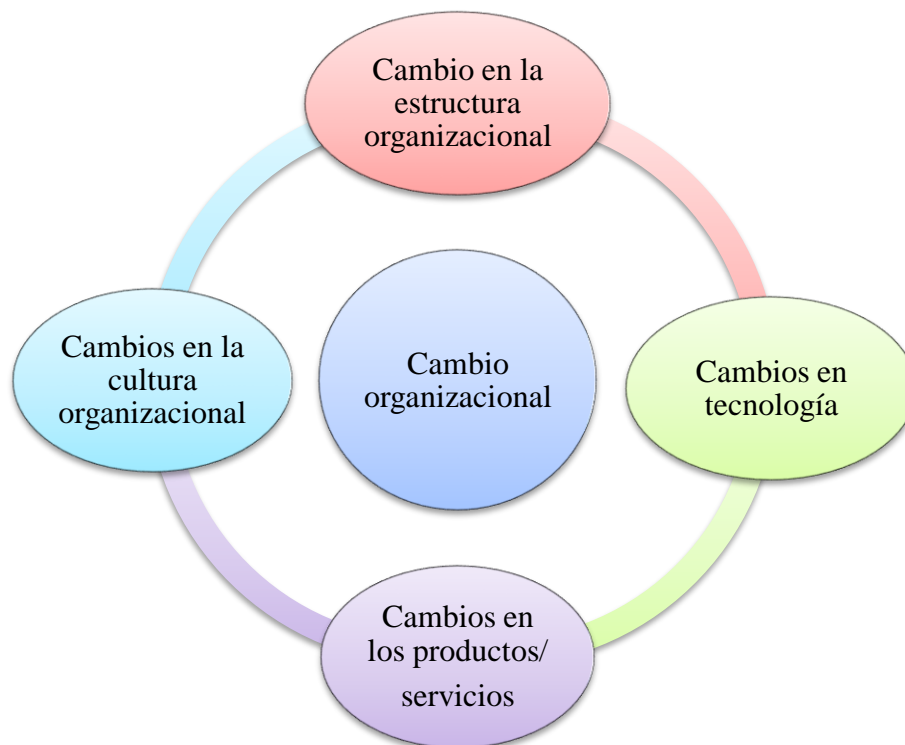 Cambio en la
estructura
organizacional
Cambios en la
cultura
organizacional
Cambio
organizacional
Cambios en
tecnología
Cambios en
los productos/
servicios